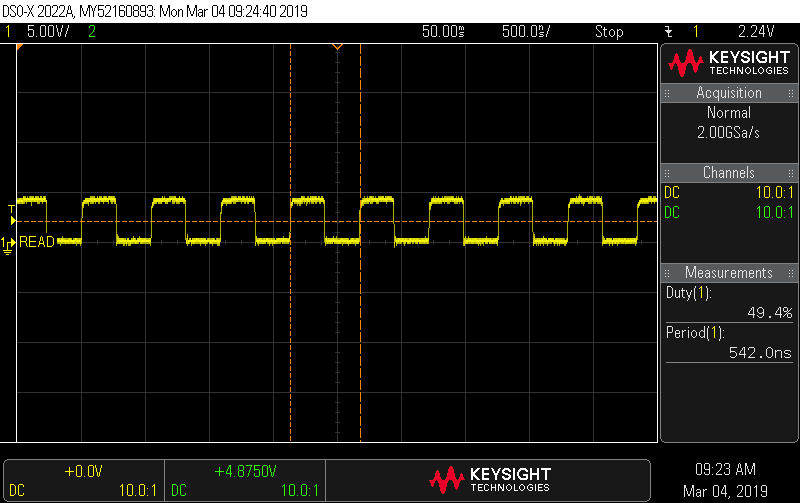 DSO-X 2022A, MY52160893: Mon Mar 04 09:24:40 2019
1 5.00V/ 2 50.00s 500.0s/ Stop 1 2.24V
KEYSIGHT
TECHNOLOGIES
Acquisition
Normal
2.00GSa/s
Channels
DC 10.0:1
DC 10.0:1
T
1 READ
Measurements
Duty(1):
49.4%
Period(1):
542.0ns
+0.0V
DC 10.0:1
+4.8750V
DC 10.0:1
KEYSIGHT
TECHNOLOGIES
09:23 AM
Mar 04, 2019